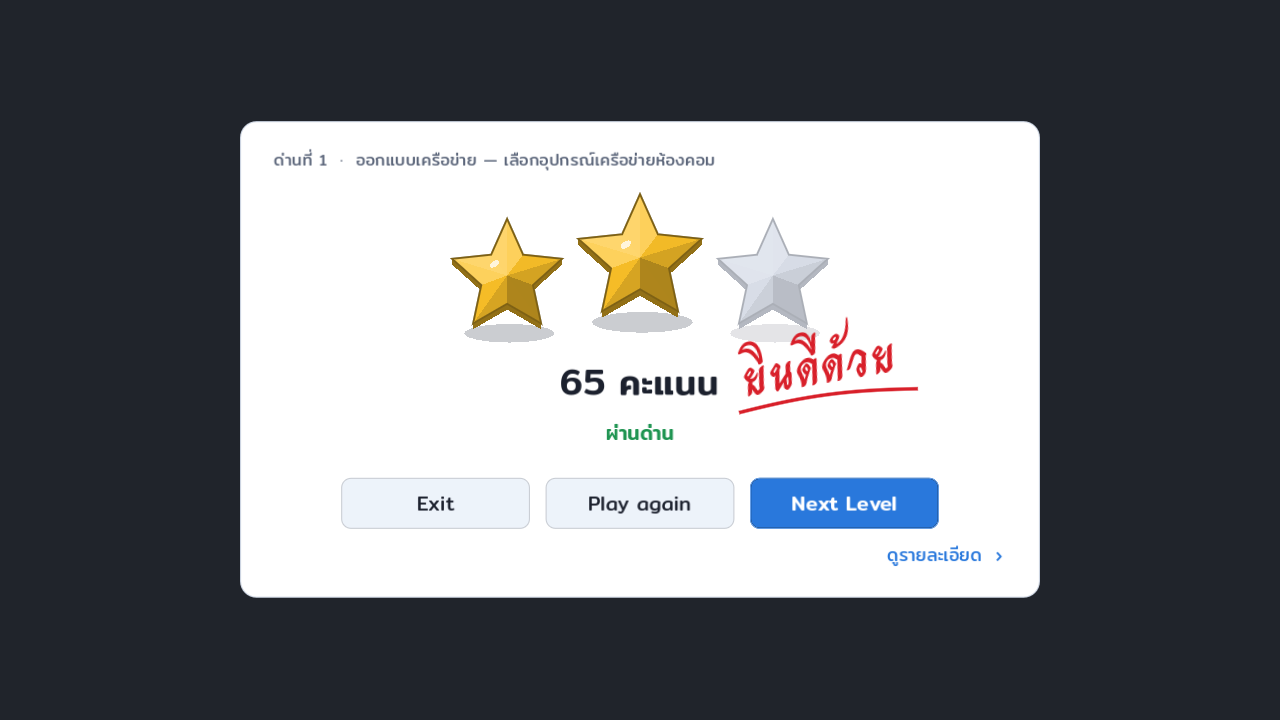 ด่านที่ 1 · ออกแบบเครือข่าย — เลือกอุปกรณ์เครือข่ายห้องคอม
65 คะแนน
ยินดีด้วย
ผ่านด่าน
Exit
Play again
Next Level
ดูรายละเอียด ›